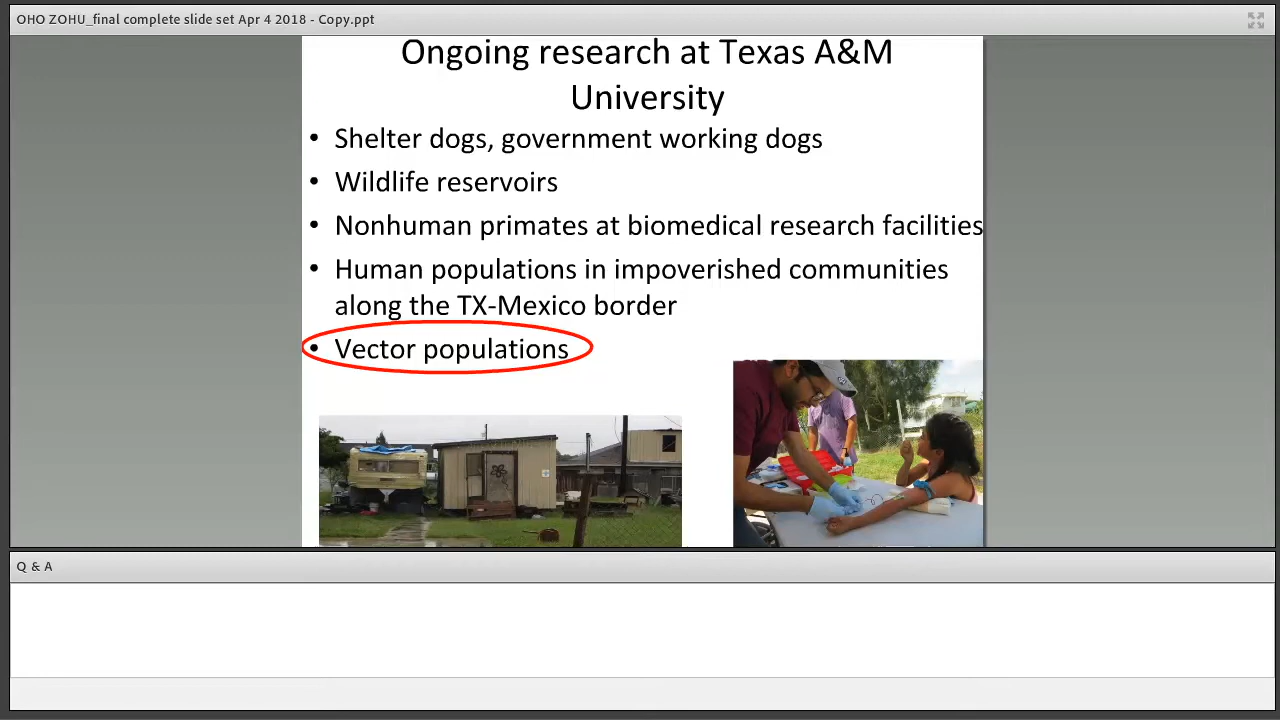 OHO ZOHU_final complete slide set Apr 4 2018 - Copy.ppt
Ongoing research at Texas A&M
University
• Shelter dogs, government working dogs
• Wildlife reservoirs
• Nonhuman primates at biomedical research facilities
• Human populations in impoverished communities
along the TX-Mexico border
• Vector populations
Q & A